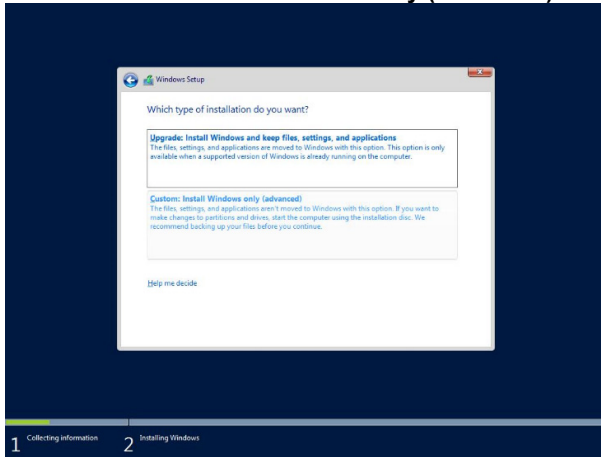 Windows Setup
Which type of installation do you want?
Upgrade: Install Windows and keep files, settings, and applications
The files, settings, and applications are moved to Windows with this option. This option is only
available when a supported version of Windows is already running on the computer.
Custom: Install Windows only (advanced)
The files, settings, and applications aren't moved to Windows with this option. If you want to
make changes to partitions and drives, start the computer using the installation disc. We
recommend backing up your files before you continue.
Help me decide
1 Collecting information 2 Installing Windows